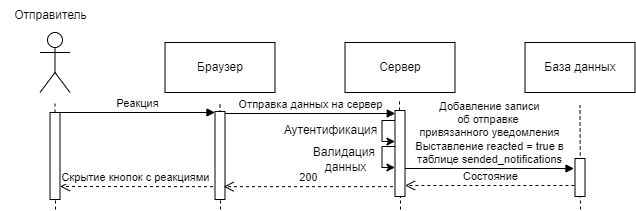 Отправитель
Браузер
Сервер
База данных
Реакция
Отправка данных на сервер
Добавление записи
об отправке
привязанного уведомления
Выставление reacted = true в
таблице sended_notifications
Аутентификация
Валидация
данных
Скрытие кнопок с реакциями
200
Состояние